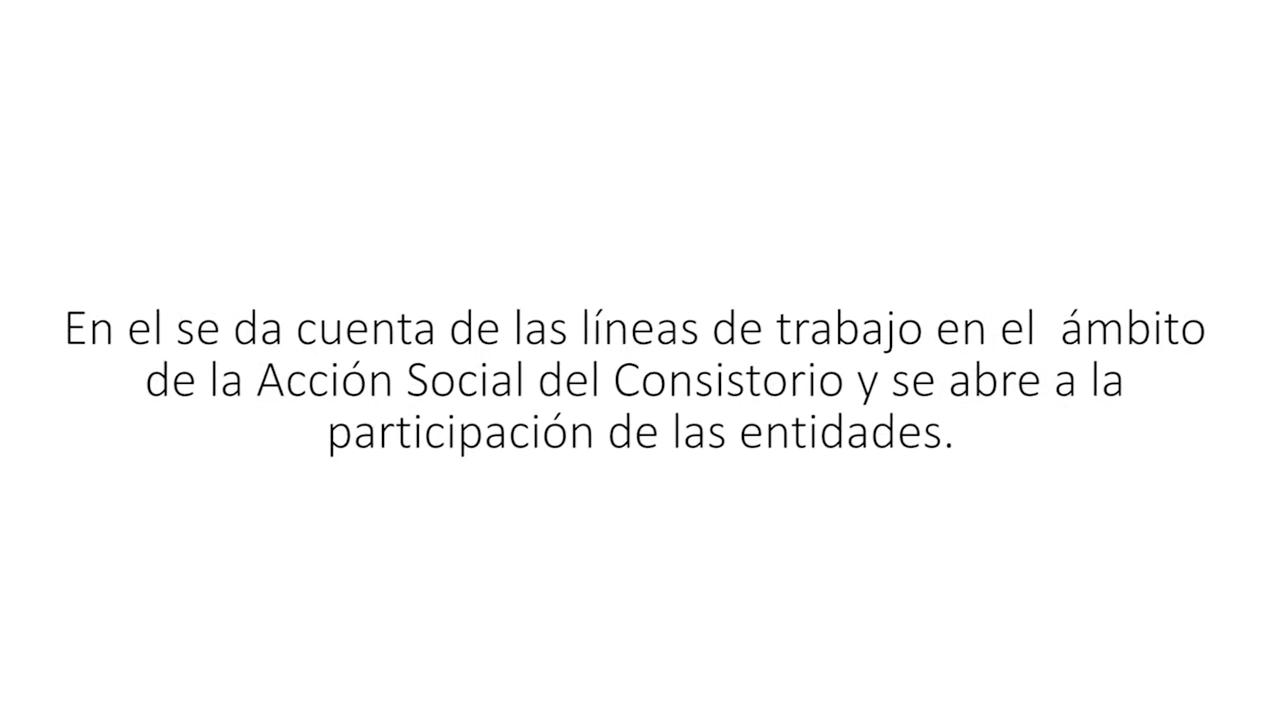 En el se da cuenta de las líneas de trabajo en el  ámbito
de la Acción Social del Consistorio y se abre a la
participación de las entidades.